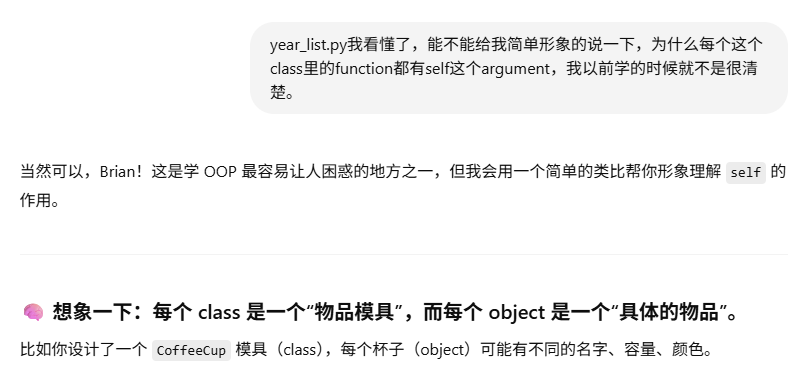 year_list.py我看懂了，能不能给我简单形象的说一下，为什么每个这个
class里的function都有self这个argument，我以前学的时候就不是很清
楚。
当然可以，Brian！这是学 OOP 最容易让人困惑的地方之一，但我会用一个简单的类比帮你形象理解 self 的
作用。
🧠 想象一下：每个 class 是一个“物品模具”，而每个 object 是一个“具体的物品”。
比如你设计了一个 CoffeeCup 模具（class），每个杯子（object）可能有不同的名字、容量、颜色。